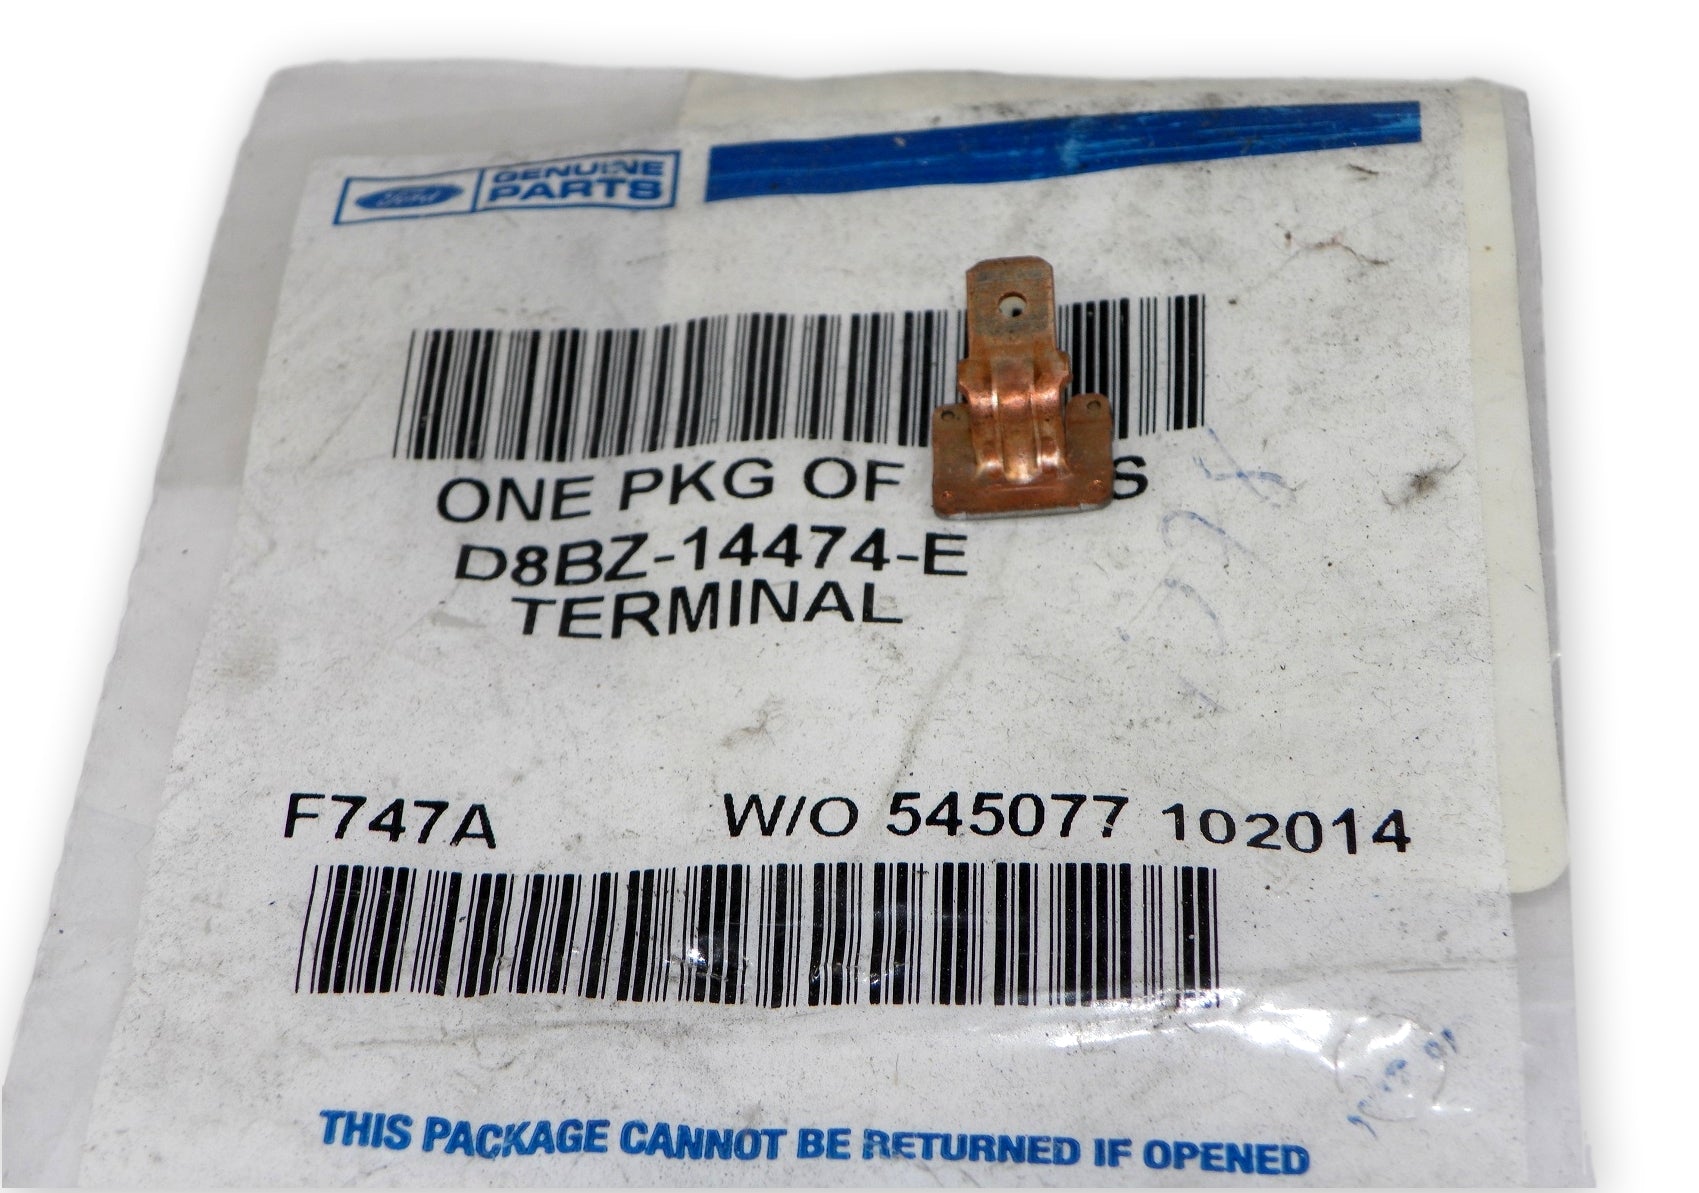 Ford GENUINE
PARTS
ONE PKG OF
D8BZ-14474-E
TERMINAL
F747A W/O 545077 102014
THIS PACKAGE CANNOT BE RETURNED IF OPENED